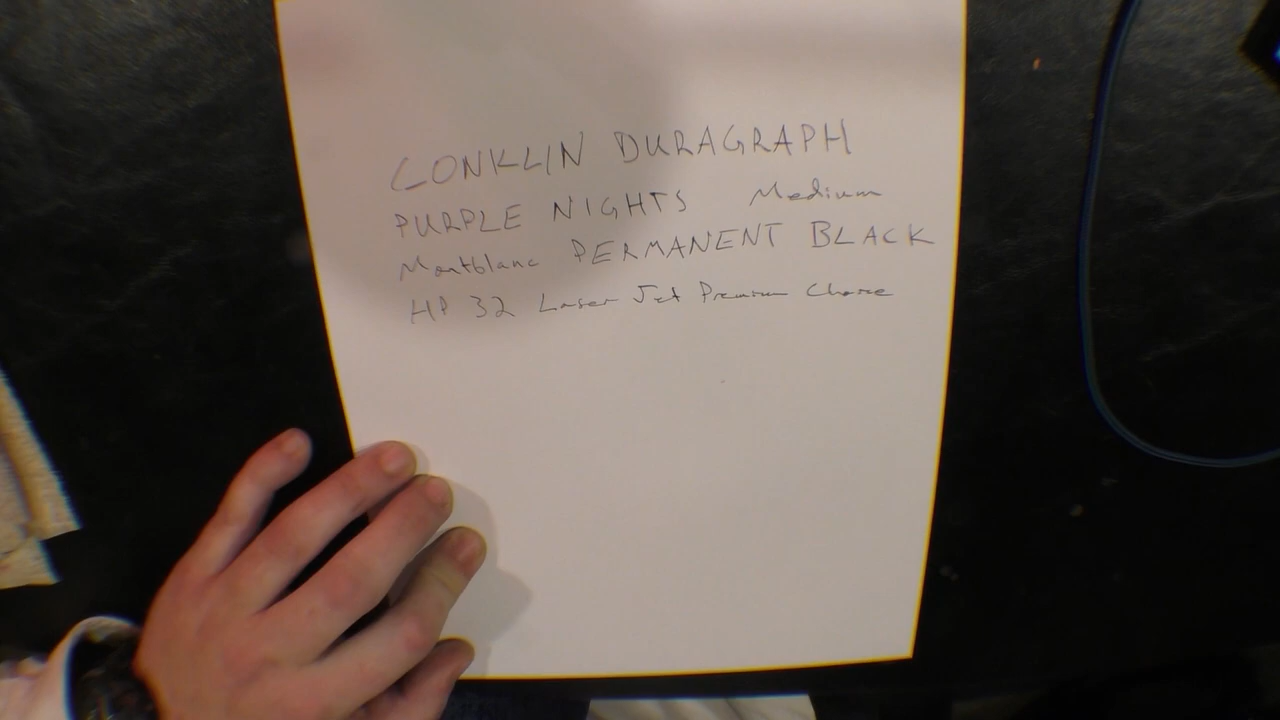 CONKLIN DURAGRAPH
PURPLE NIGHTS Medium
Montblanc PERMANENT BLACK
HP 32 Laser Jet Premium Choice